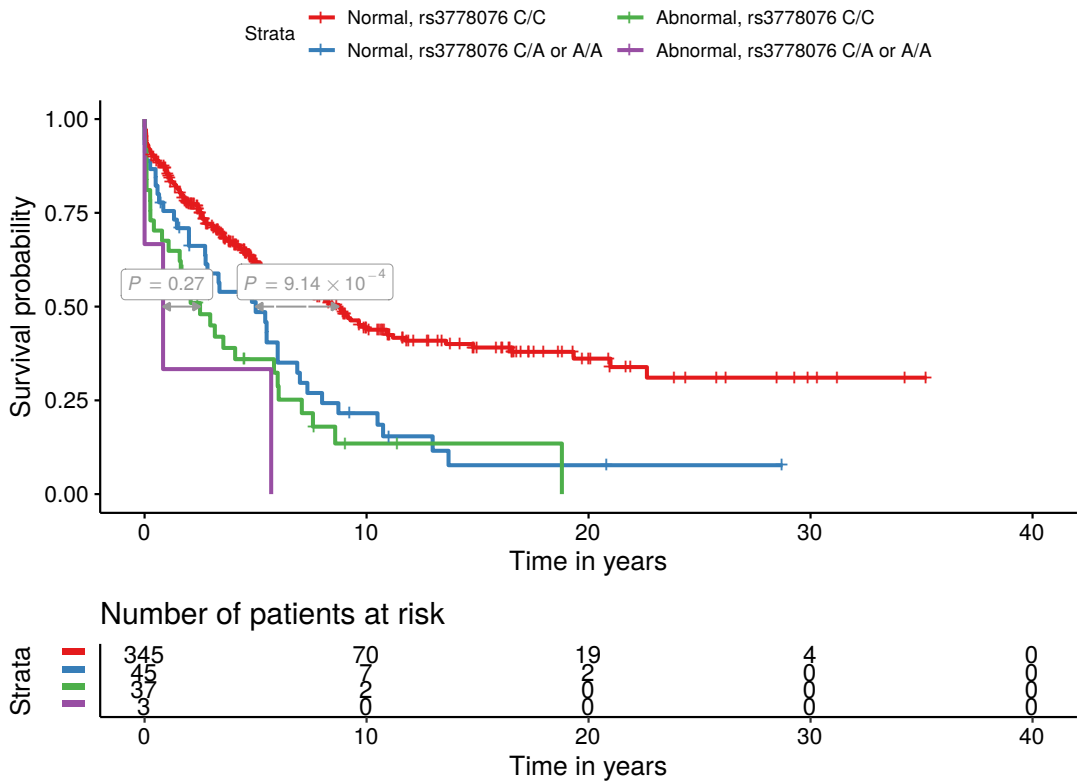 Strata
Normal, rs3778076 C/C
Abnormal, rs3778076 C/C
Normal, rs3778076 C/A or A/A
Abnormal, rs3778076 C/A or A/A
Survival probability
1.00
0.75
0.50
0.25
0.00
P = 0.27
P = 9.14 × 10⁻⁴
0 10 20 30 40
Time in years
Number of patients at risk
Strata
345 70 19 4 0
45 7 2 0 0
37 2 0 0 0
3 0 0 0 0
0 10 20 30 40
Time in years